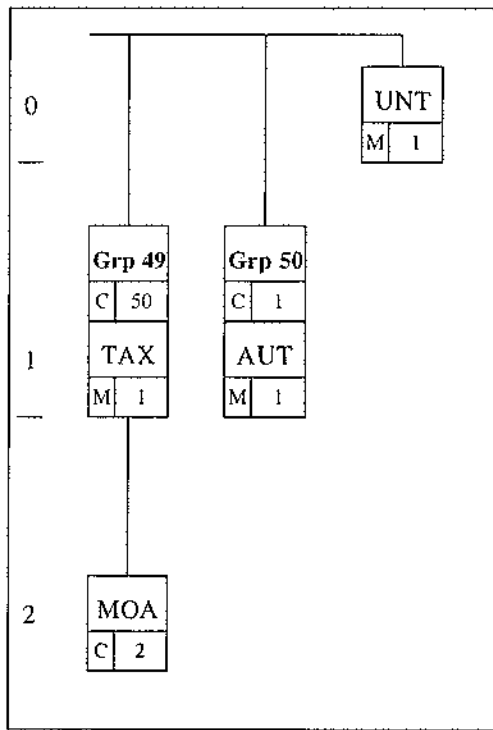 0
UNT
M 1
Grp 49 Grp 50
C 50 C 1
1 TAX AUT
M 1 M 1
2 MOA
C 2